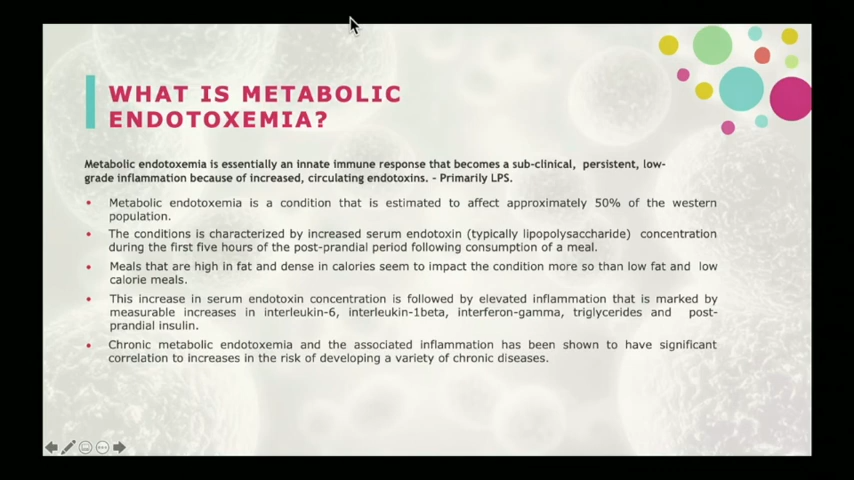 WHAT IS METABOLIC
ENDOTOXEMIA?
Metabolic endotoxemia is essentially an innate immune response that becomes a sub-clinical, persistent, low-
grade inflammation because of increased, circulating endotoxins. - Primarily LPS.
• Metabolic endotoxemia is a condition that is estimated to affect approximately 50% of the western
population.
• The conditions is characterized by increased serum endotoxin (typically lipopolysaccharide) concentration
during the first five hours of the post-prandial period following consumption of a meal.
• Meals that are high in fat and dense in calories seem to impact the condition more so than low fat and low
calorie meals.
• This increase in serum endotoxin concentration is followed by elevated inflammation that is marked by
measurable increases in interleukin-6, interleukin-1beta, interferon-gamma, triglycerides and post-
prandial insulin.
• Chronic metabolic endotoxemia and the associated inflammation has been shown to have significant
correlation to increases in the risk of developing a variety of chronic diseases.